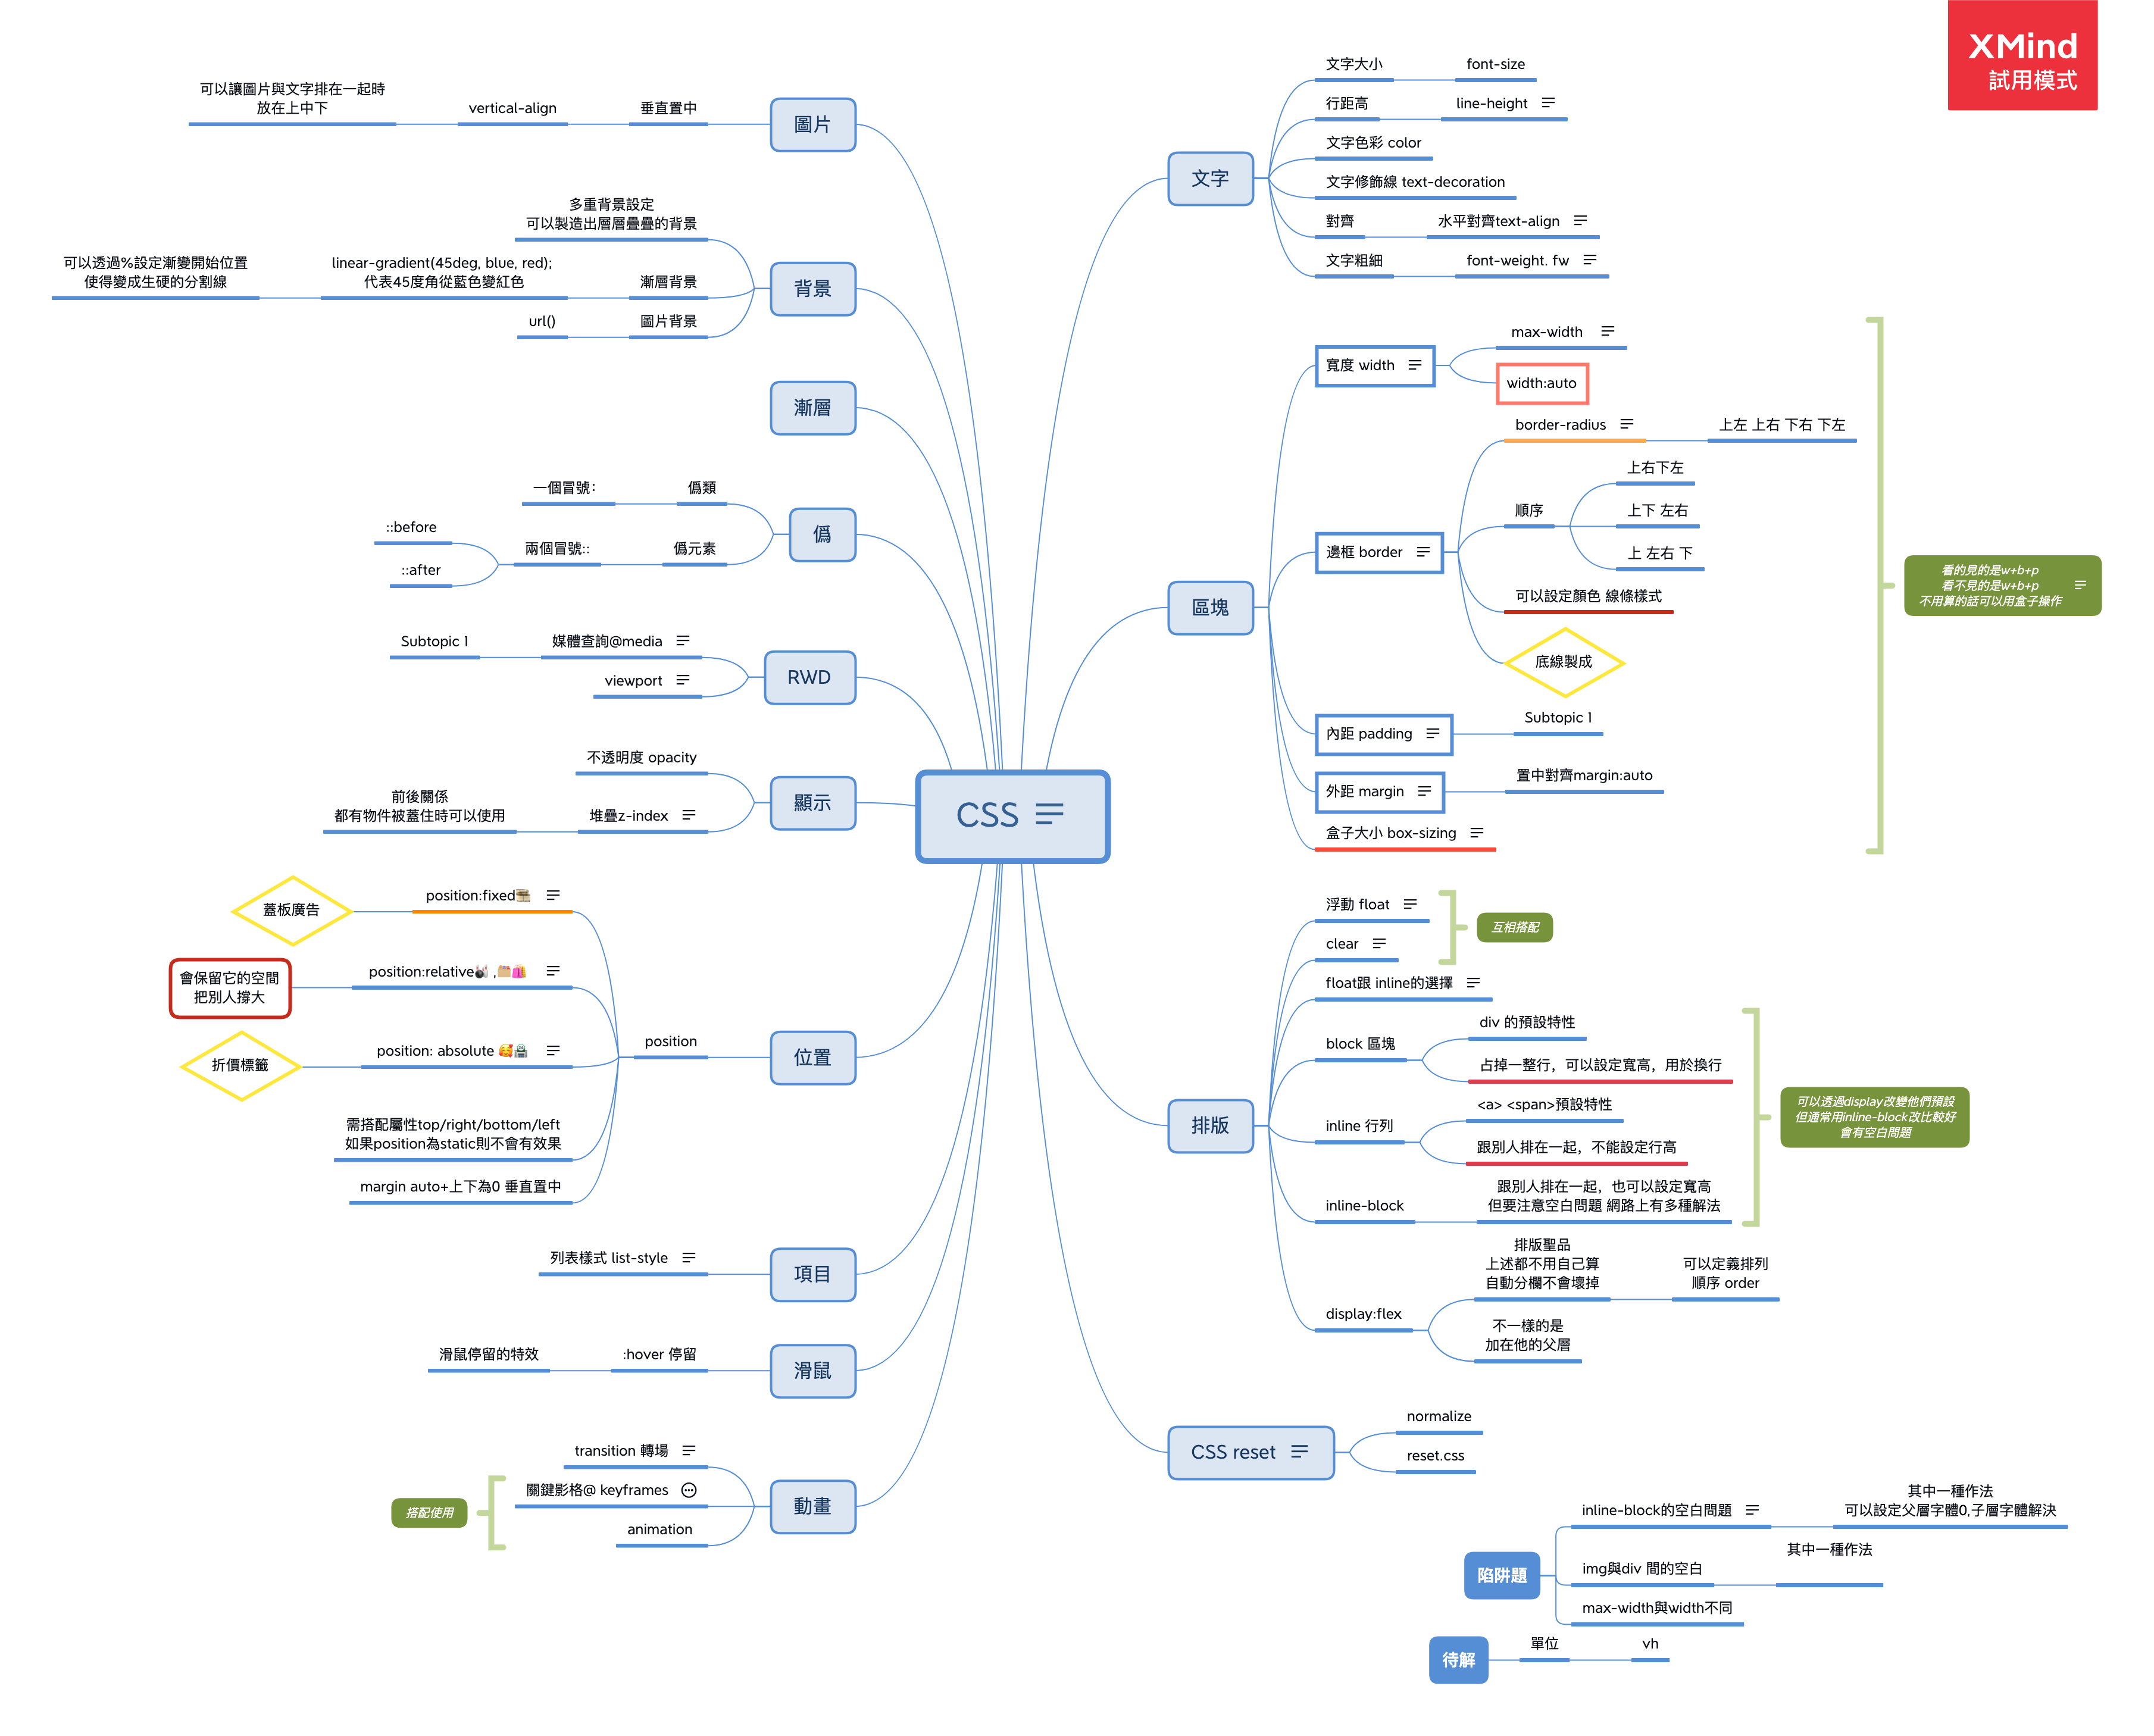 XMind
試用模式
CSS
文字
文字大小
font-size
行距高
line-height
文字色彩 color
文字修飾線 text-decoration
對齊
水平對齊text-align
文字粗細
font-weight. fw
區塊
寬度 width
max-width
width:auto
邊框 border
border-radius
上左 上右 下右 下左
順序
上右下左
上下 左右
上 左右 下
可以設定顏色 線條樣式
底線製成
內距 padding
Subtopic 1
外距 margin
置中對齊margin:auto
盒子大小 box-sizing
看的見的是w+b+p
看不見的是w+b+p
不用算的話可以用盒子操作
排版
浮動 float
clear
互相搭配
float跟 inline的選擇
block 區塊
div 的預設特性
占掉一整行，可以設定寬高，用於換行
inline 行列
<a> <span>預設特性
跟別人排在一起，不能設定行高
inline-block
跟別人排在一起，也可以設定寬高
但要注意空白問題 網路上有多種解法
可以透過display改變他們預設
但通常用inline-block改比較好
會有空白問題
display:flex
排版聖品
上述都不用自己算
自動分欄不會壞掉
可以定義排列
順序 order
不一樣的是
加在他的父層
CSS reset
normalize
reset.css
圖片
垂直置中
vertical-align
可以讓圖片與文字排在一起時
放在上中下
背景
多重背景設定
可以製造出層層疊疊的背景
漸層背景
linear-gradient(45deg, blue, red);
代表45度角從藍色變紅色
可以透過%設定漸變開始位置
使得變成生硬的分割線
圖片背景
url()
漸層
偽
偽類
一個冒號：
偽元素
兩個冒號::
::before
::after
RWD
媒體查詢@media
Subtopic 1
viewport
顯示
不透明度 opacity
堆疊z-index
前後關係
都有物件被蓋住時可以使用
位置
position
position:fixed
蓋板廣告
position:relative ,
會保留它的空間
把別人撐大
position: absolute
折價標籤
需搭配屬性top/right/bottom/left
如果position為static則不會有效果
margin auto+上下為0 垂直置中
項目
列表樣式 list-style
滑鼠
:hover 停留
滑鼠停留的特效
動畫
transition 轉場
關鍵影格@ keyframes
animation
搭配使用
陷阱題
inline-block的空白問題
其中一種作法
可以設定父層字體0,子層字體解決
img與div 間的空白
其中一種作法
max-width與width不同
待解
單位
vh